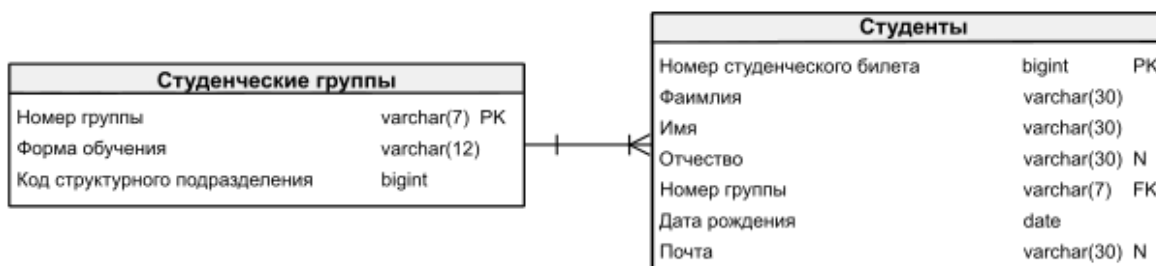 Студенческие группы
Номер группы varchar(7) PK
Форма обучения varchar(12)
Код структурного подразделения bigint
Студенты
Номер студенческого билета bigint PK
Фаимлия varchar(30)
Имя varchar(30)
Отчество varchar(30) N
Номер группы varchar(7) FK
Дата рождения date
Почта varchar(30) N